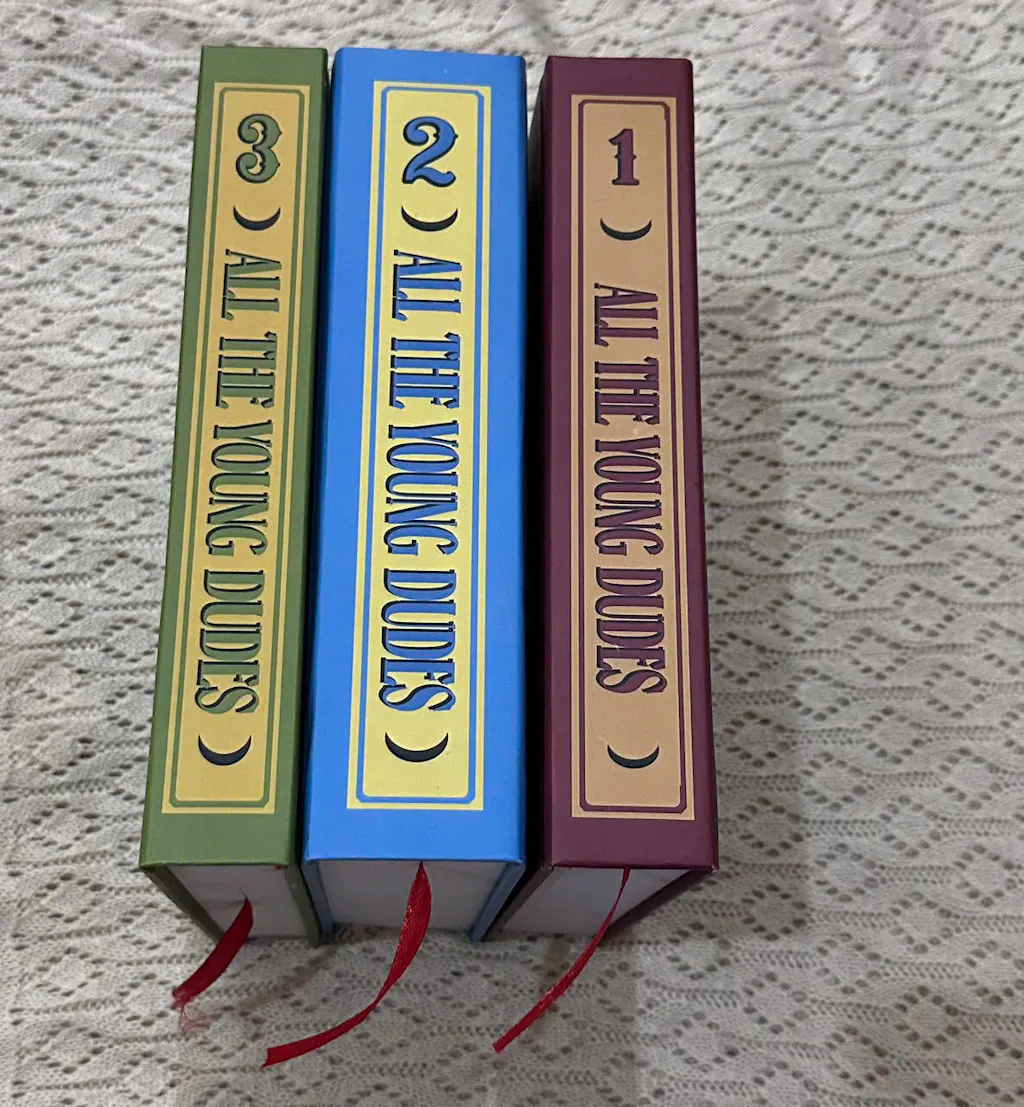 3 ALL THE YOUNG DUDES
2 ALL THE YOUNG DUDES
1 ALL THE YOUNG DUDES